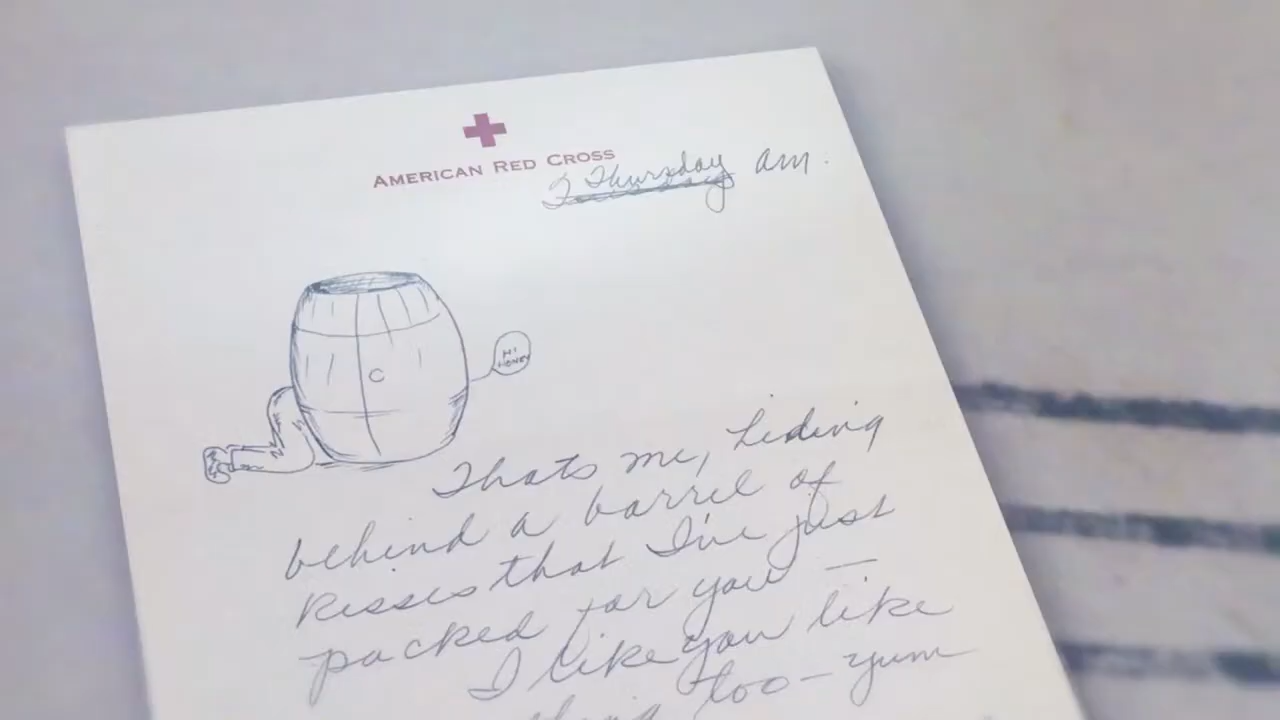 AMERICAN RED CROSS
Thursday am.
HI
HONEY
C
Thats me, hiding
behind a barrel of
kisses that I've just
packed for you —
I like you like
thing too — yum